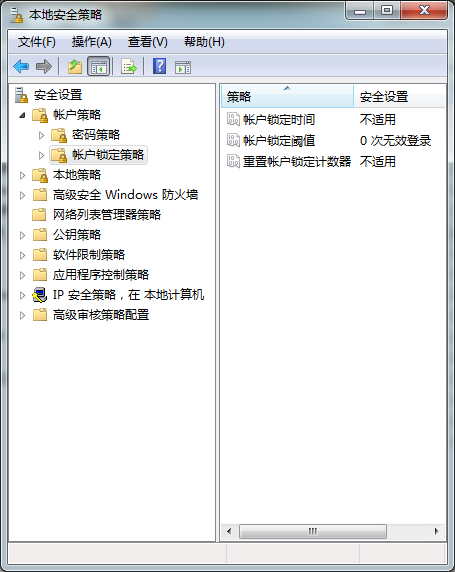 本地安全策略
文件(F) 操作(A) 查看(V) 帮助(H)
安全设置
帐户策略
密码策略
帐户锁定策略
本地策略
高级安全 Windows 防火墙
网络列表管理器策略
公钥策略
软件限制策略
应用程序控制策略
IP 安全策略，在 本地计算机
高级审核策略配置
策略 安全设置
帐户锁定时间 不适用
帐户锁定阈值 0 次无效登录
重置帐户锁定计数器 不适用